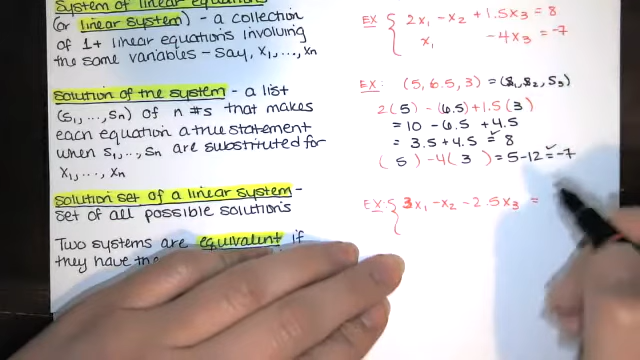 System of linear equations
(or linear system) - a collection
of 1+ linear equations involving
the same variables - say, x₁,...,xₙ
solution of the system - a list
(s₁,...,sₙ) of n #s that makes
each equation a true statement
when s₁,...,sₙ are substituted for
x₁,...,xₙ
solution set of a linear system -
set of all possible solutions
Two systems are equivalent if
they have the
EX: { 2x₁ - x₂ + 1.5x₃ = 8
x₁ - 4x₃ = -7
EX: (5, 6.5, 3) = (s₁, s₂, s₃)
2(5) - (6.5) + 1.5(3)
= 10 - 6.5 + 4.5
= 3.5 + 4.5 = 8 ✓
(5) - 4(3) = 5 - 12 = -7 ✓
EX: { 3x₁ - x₂ - 2.5x₃ =